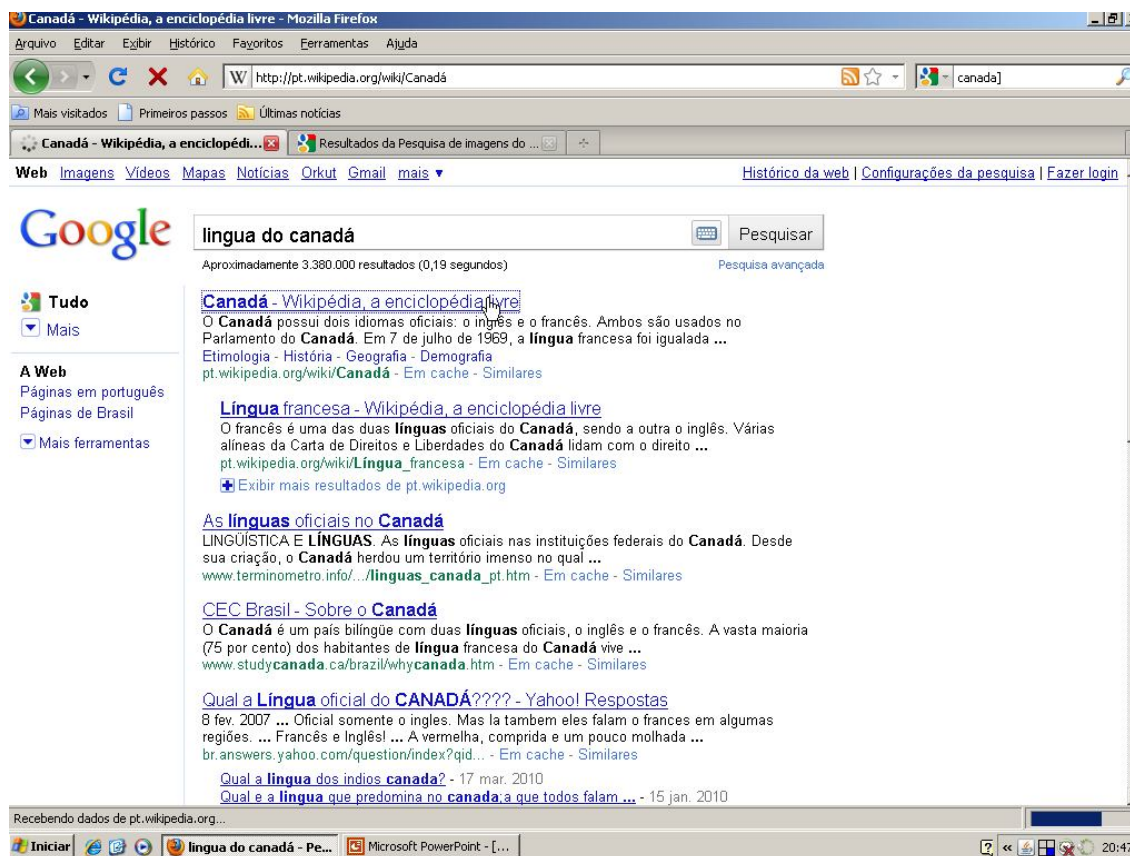 Canadá - Wikipédia, a enciclopédia livre - Mozilla Firefox
Arquivo Editar Exibir Histórico Favoritos Ferramentas Ajuda
W http://pt.wikipedia.org/wiki/Canadá canada]
Mais visitados Primeiros passos Últimas notícias
Canadá - Wikipédia, a enciclopédi... Resultados da Pesquisa de imagens do ...
Web Imagens Vídeos Mapas Notícias Orkut Gmail mais ▼ Histórico da web | Configurações da pesquisa | Fazer login
Google lingua do canadá Pesquisar
Aproximadamente 3.380.000 resultados (0,19 segundos) Pesquisa avançada
Tudo
Mais
A Web
Páginas em português
Páginas de Brasil
Mais ferramentas
Canadá - Wikipédia, a enciclopédia livre
O Canadá possui dois idiomas oficiais: o inglês e o francês. Ambos são usados no
Parlamento do Canadá. Em 7 de julho de 1969, a língua francesa foi igualada ...
Etimologia - História - Geografia - Demografia
pt.wikipedia.org/wiki/Canadá - Em cache - Similares
Língua francesa - Wikipédia, a enciclopédia livre
O francês é uma das duas línguas oficiais do Canadá, sendo a outra o inglês. Várias
alíneas da Carta de Direitos e Liberdades do Canadá lidam com o direito ...
pt.wikipedia.org/wiki/Língua_francesa - Em cache - Similares
Exibir mais resultados de pt.wikipedia.org
As línguas oficiais no Canadá
LINGÜÍSTICA E LÍNGUAS. As línguas oficiais nas instituições federais do Canadá. Desde
sua criação, o Canadá herdou um território imenso no qual ...
www.terminometro.info/.../linguas_canada_pt.htm - Em cache - Similares
CEC Brasil - Sobre o Canadá
O Canadá é um país bilíngüe com duas línguas oficiais, o inglês e o francês. A vasta maioria
(75 por cento) dos habitantes de língua francesa do Canadá vive ...
www.studycanada.ca/brazil/whycanada.htm - Em cache - Similares
Qual a Língua oficial do CANADÁ???? - Yahoo! Respostas
8 fev. 2007 ... Oficial somente o ingles. Mas la tambem eles falam o frances em algumas
regiões. ... Francês e Inglês! ... A vermelha, comprida e um pouco molhada ...
br.answers.yahoo.com/question/index?qid... - Em cache - Similares
Qual a lingua dos indios canada? - 17 mar. 2010
Qual e a lingua que predomina no canada;a que todos falam ... - 15 jan. 2010
Recebendo dados de pt.wikipedia.org...
Iniciar lingua do canadá - Pe... Microsoft PowerPoint - [... 20:47